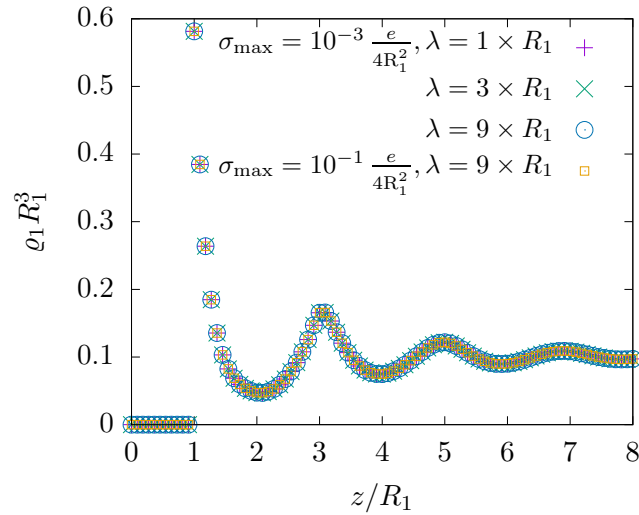 0.6
0.5
0.4
0.3
0.2
0.1
0
ϱ₁R₁³
σ_max = 10⁻³ e/4R₁², λ = 1 × R₁
λ = 3 × R₁
λ = 9 × R₁
σ_max = 10⁻¹ e/4R₁², λ = 9 × R₁
0 1 2 3 4 5 6 7 8
z/R₁